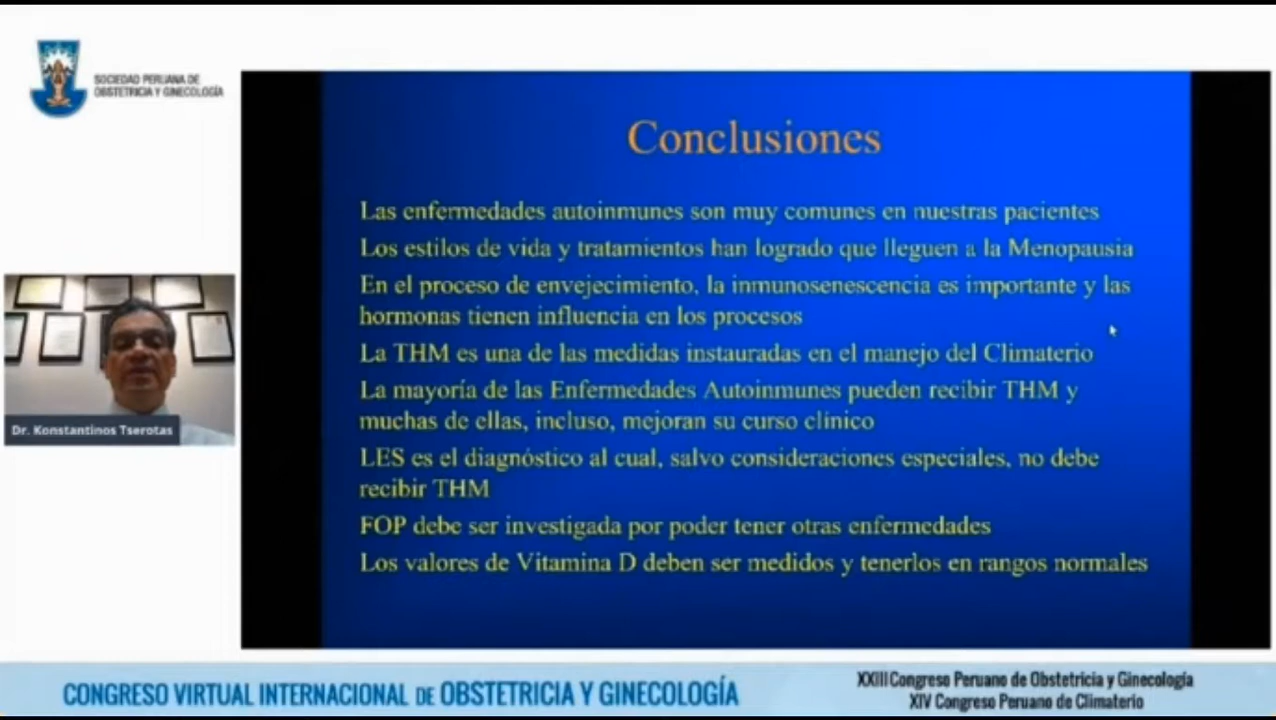 SOCIEDAD PERUANA DE
OBSTETRICIA Y GINECOLOGÍA
Conclusiones
Las enfermedades autoinmunes son muy comunes en nuestras pacientes
Los estilos de vida y tratamientos han logrado que lleguen a la Menopausia
En el proceso de envejecimiento, la inmunosenescencia es importante y las
hormonas tienen influencia en los procesos
La THM es una de las medidas instauradas en el manejo del Climaterio
La mayoría de las Enfermedades Autoinmunes pueden recibir THM y
muchas de ellas, incluso, mejoran su curso clínico
LES es el diagnóstico al cual, salvo consideraciones especiales, no debe
recibir THM
FOP debe ser investigada por poder tener otras enfermedades
Los valores de Vitamina D deben ser medidos y tenerlos en rangos normales
Dr. Konstantinos Tserotas
CONGRESO VIRTUAL INTERNACIONAL DE OBSTETRICIA Y GINECOLOGÍA
XXIII Congreso Peruano de Obstetricia y Ginecología
XIV Congreso Peruano de Climaterio